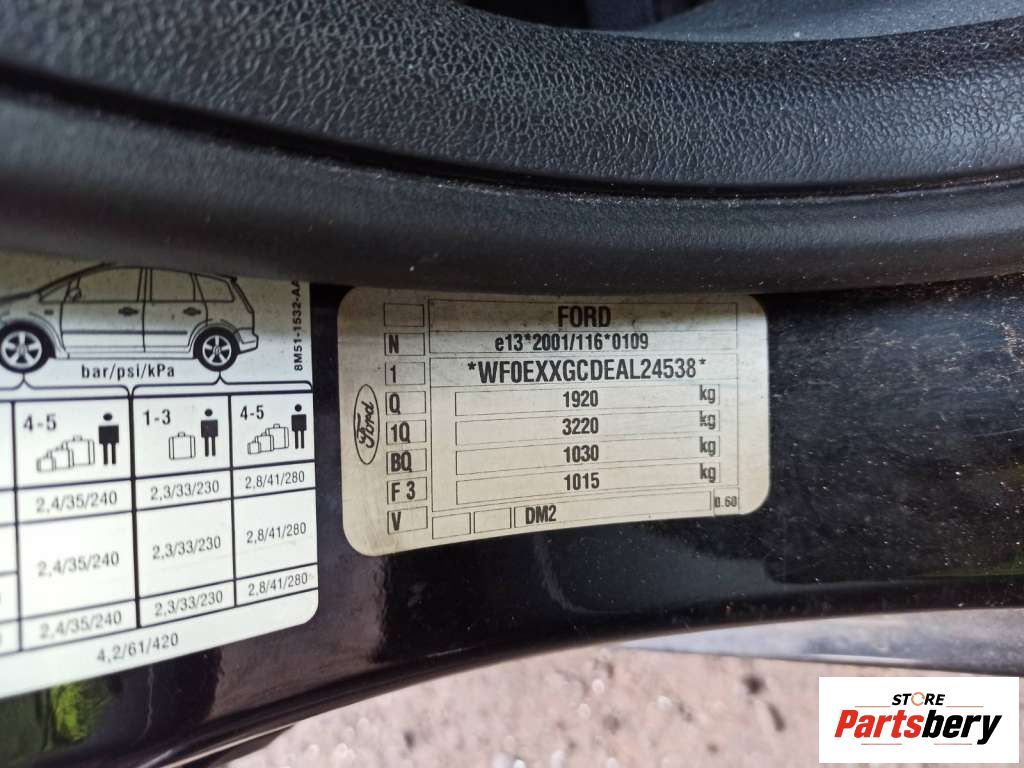 8M51-1532-AA
bar/psi/kPa
4-5 1-3 4-5
2,4/35/240 2,3/33/230 2,8/41/280
2,4/35/240 2,3/33/230 2,8/41/280
2,4/35/240 2,3/33/230 2,8/41/280
4,2/61/420
Ford
FORD
N e13*2001/116*0109
1 *WF0EXXGCDEAL24538*
Q 1920 kg
1Q 3220 kg
BQ 1030 kg
F 3 1015 kg
V DM2 0.60
STORE
Partsbery